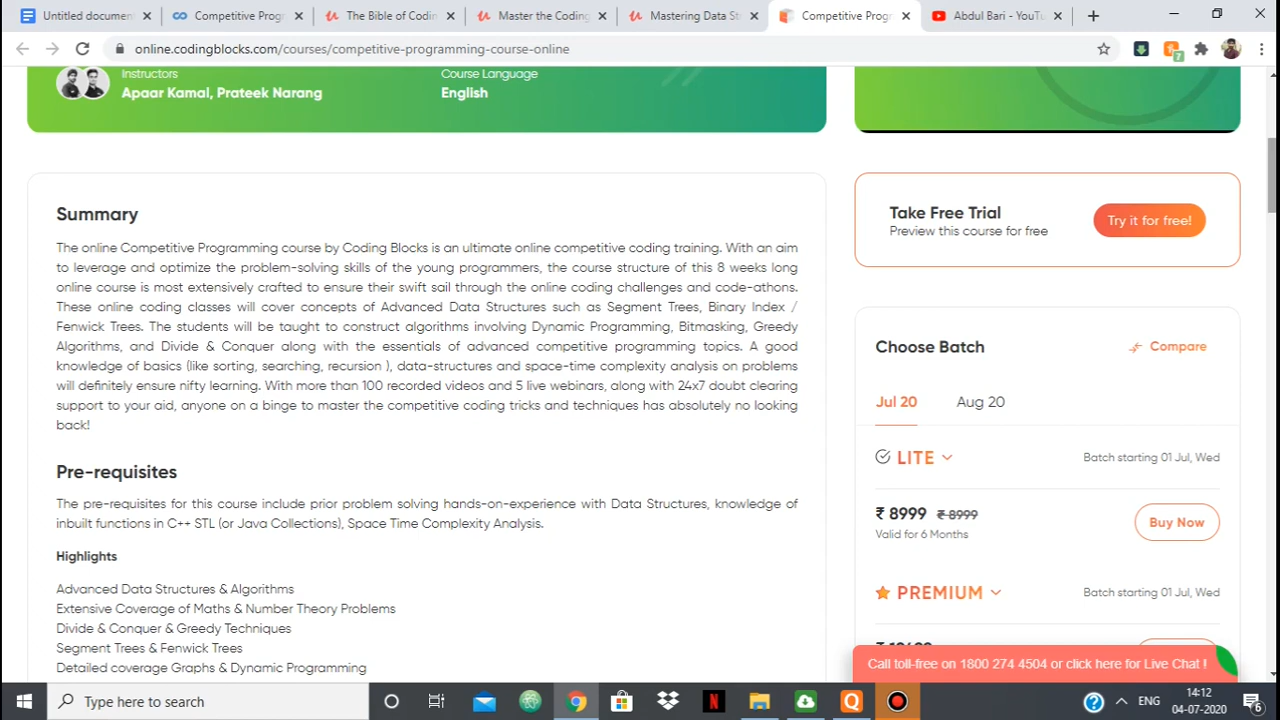 Untitled documen
Competitive Progr
The Bible of Codin
Master the Coding
Mastering Data St
Competitive Progr
Abdul Bari - YouTu
online.codingblocks.com/courses/competitive-programming-course-online
7
Instructors
Apaar Kamal, Prateek Narang
Course Language
English
Summary
The online Competitive Programming course by Coding Blocks is an ultimate online competitive coding training. With an aim
to leverage and optimize the problem-solving skills of the young programmers, the course structure of this 8 weeks long
online course is most extensively crafted to ensure their swift sail through the online coding challenges and code-athons.
These online coding classes will cover concepts of Advanced Data Structures such as Segment Trees, Binary Index /
Fenwick Trees. The students will be taught to construct algorithms involving Dynamic Programming, Bitmasking, Greedy
Algorithms, and Divide & Conquer along with the essentials of advanced competitive programming topics. A good
knowledge of basics (like sorting, searching, recursion ), data-structures and space-time complexity analysis on problems
will definitely ensure nifty learning. With more than 100 recorded videos and 5 live webinars, along with 24x7 doubt clearing
support to your aid, anyone on a binge to master the competitive coding tricks and techniques has absolutely no looking
back!
Pre-requisites
The pre-requisites for this course include prior problem solving hands-on-experience with Data Structures, knowledge of
inbuilt functions in C++ STL (or Java Collections), Space Time Complexity Analysis.
Highlights
Advanced Data Structures & Algorithms
Extensive Coverage of Maths & Number Theory Problems
Divide & Conquer & Greedy Techniques
Segment Trees & Fenwick Trees
Detailed coverage Graphs & Dynamic Programming
Take Free Trial
Preview this course for free
Try it for free!
Choose Batch
Compare
Jul 20
Aug 20
LITE
Batch starting 01 Jul, Wed
₹ 8999 ₹ 8999
Valid for 6 Months
Buy Now
PREMIUM
Batch starting 01 Jul, Wed
Call toll-free on 1800 274 4504 or click here for Live Chat !
Type here to search
ENG
14:12
04-07-2020
6